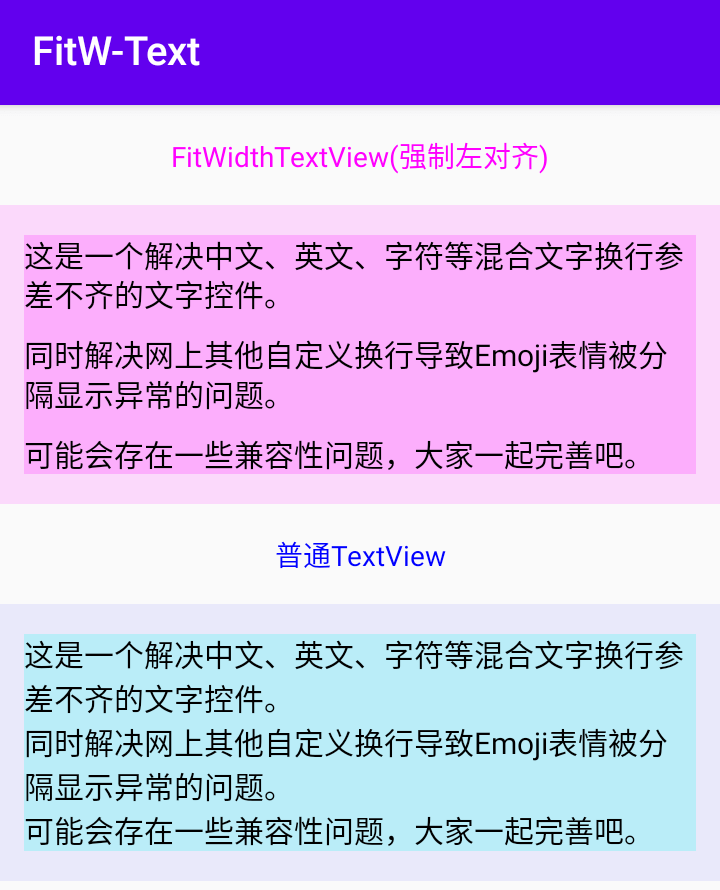 FitW-Text
FitWidthTextView(强制左对齐)
这是一个解决中文、英文、字符等混合文字换行参
差不齐的文字控件。
同时解决网上其他自定义换行导致Emoji表情被分
隔显示异常的问题。
可能会存在一些兼容性问题，大家一起完善吧。
普通TextView
这是一个解决中文、英文、字符等混合文字换行参
差不齐的文字控件。
同时解决网上其他自定义换行导致Emoji表情被分
隔显示异常的问题。
可能会存在一些兼容性问题，大家一起完善吧。